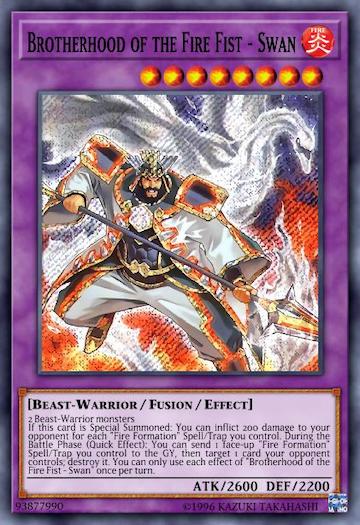 BROTHERHOOD OF THE FIRE FIST - SWAN
FIRE
炎
[BEAST-WARRIOR / FUSION / EFFECT]
2 Beast-Warrior monsters
If this card is Special Summoned: You can inflict 200 damage to your
opponent for each "Fire Formation" Spell/Trap you control. During the
Battle Phase (Quick Effect): You can send 1 face-up "Fire Formation"
Spell/Trap you control to the GY, then target 1 card your opponent
controls; destroy it. You can only use each effect of "Brotherhood of
the Fire Fist - Swan" once per turn.
ATK/2600 DEF/2200
93877990
©1996 KAZUKI TAKAHASHI